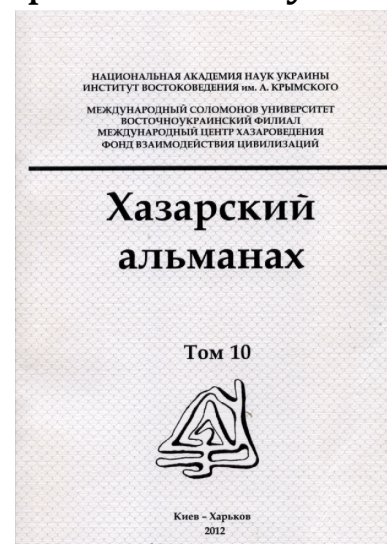 НАЦИОНАЛЬНАЯ АКАДЕМИЯ НАУК УКРАИНЫ
ИНСТИТУТ ВОСТОКОВЕДЕНИЯ им. А. КРЫМСКОГО
МЕЖДУНАРОДНЫЙ СОЛОМОНОВ УНИВЕРСИТЕТ
ВОСТОЧНОУКРАИНСКИЙ ФИЛИАЛ
МЕЖДУНАРОДНЫЙ ЦЕНТР ХАЗАРОВЕДЕНИЯ
ФОНД ВЗАИМОДЕЙСТВИЯ ЦИВИЛИЗАЦИЙ
Хазарский
альманах
Том 10
Киев – Харьков
2012